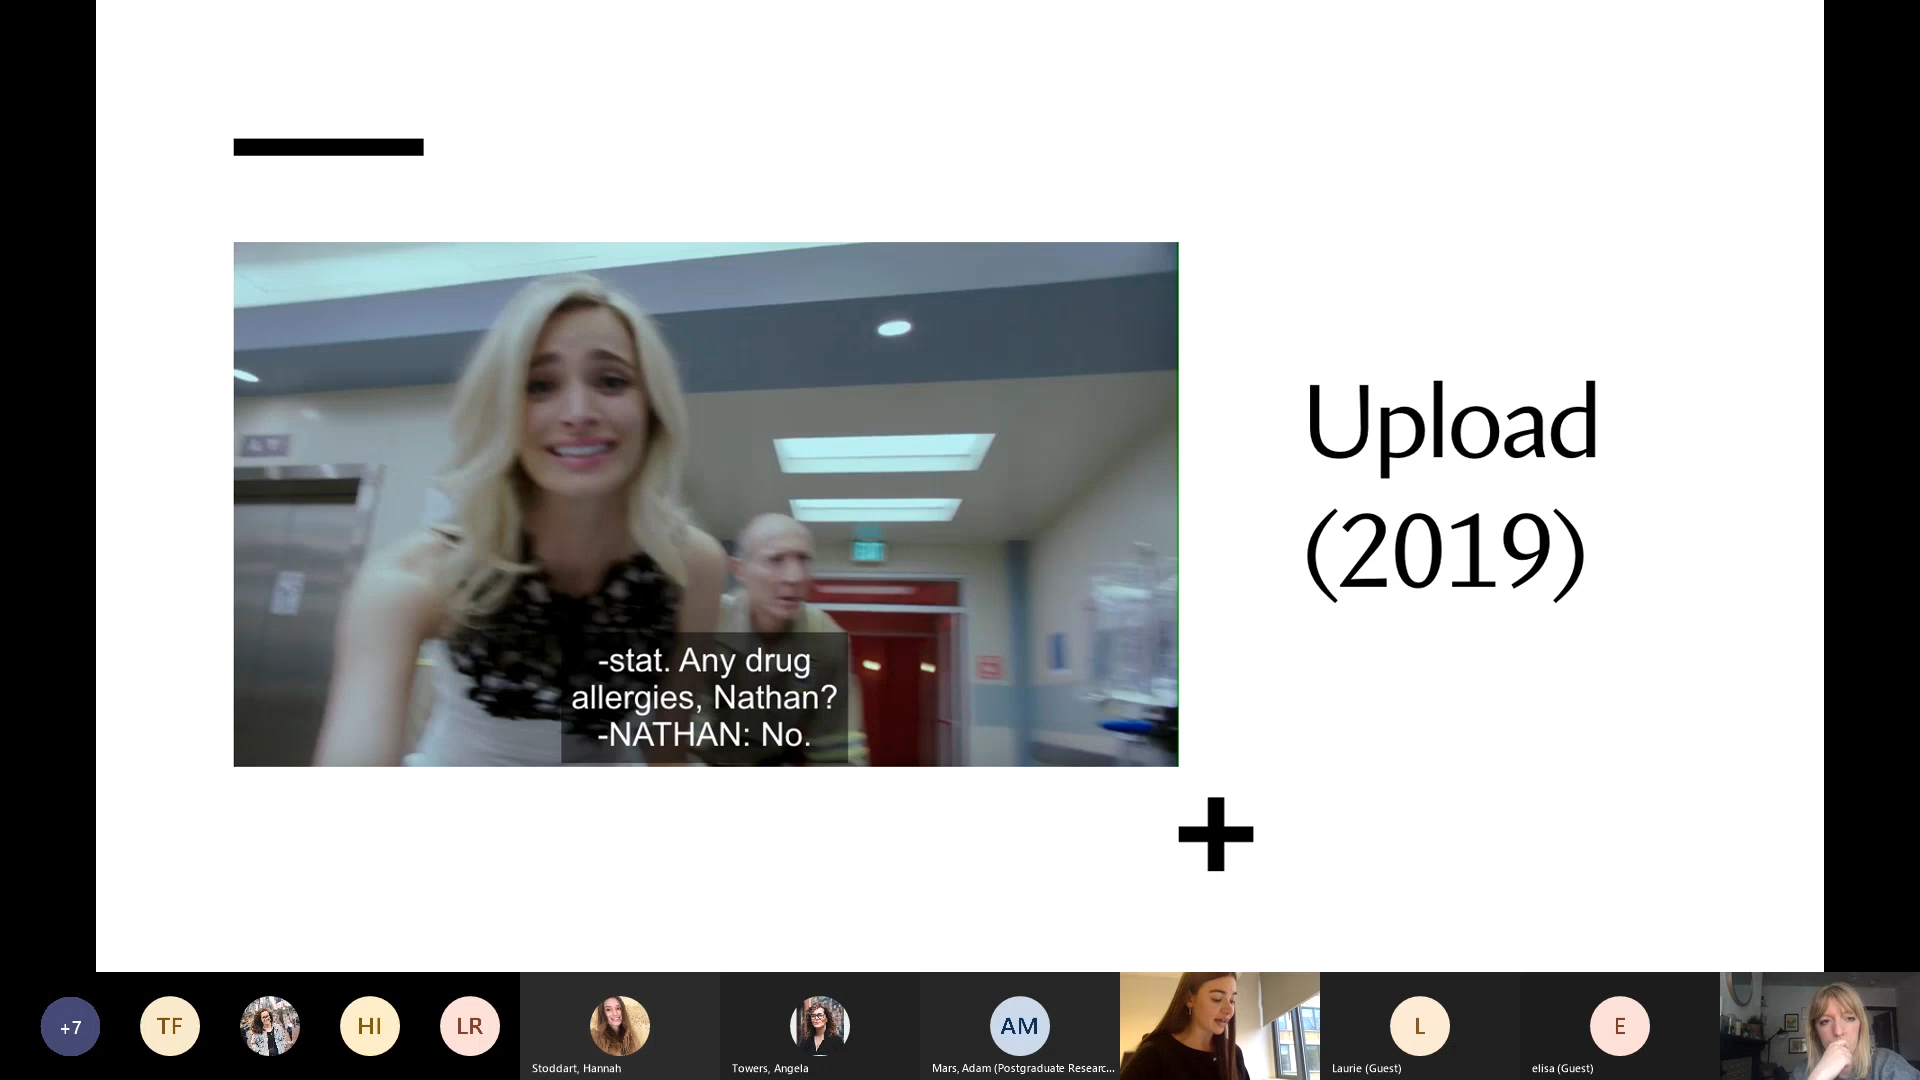 Upload
(2019)
-stat. Any drug
allergies, Nathan?
-NATHAN: No.
+7
TF
HI
LR
Stoddart, Hannah
Towers, Angela
AM
Mars, Adam (Postgraduate Researc...
L
Laurie (Guest)
E
elisa (Guest)